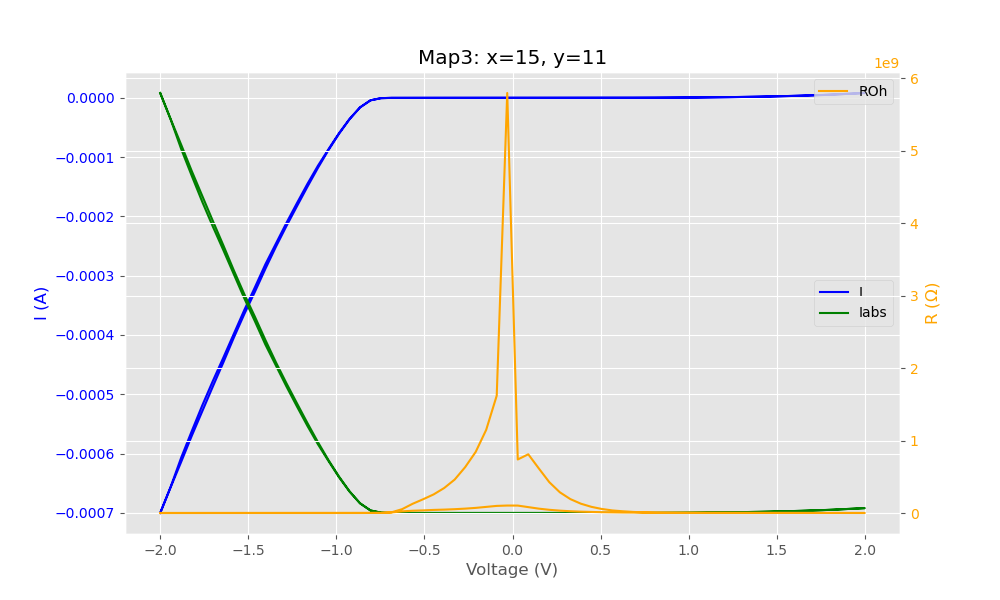 Map3: x=15, y=11
1e9
I (A)
0.0000
−0.0001
−0.0002
−0.0003
−0.0004
−0.0005
−0.0006
−0.0007
ROh
I
Iabs
6
5
4
3
2
1
0
R (Ω)
−2.0 −1.5 −1.0 −0.5 0.0 0.5 1.0 1.5 2.0
Voltage (V)